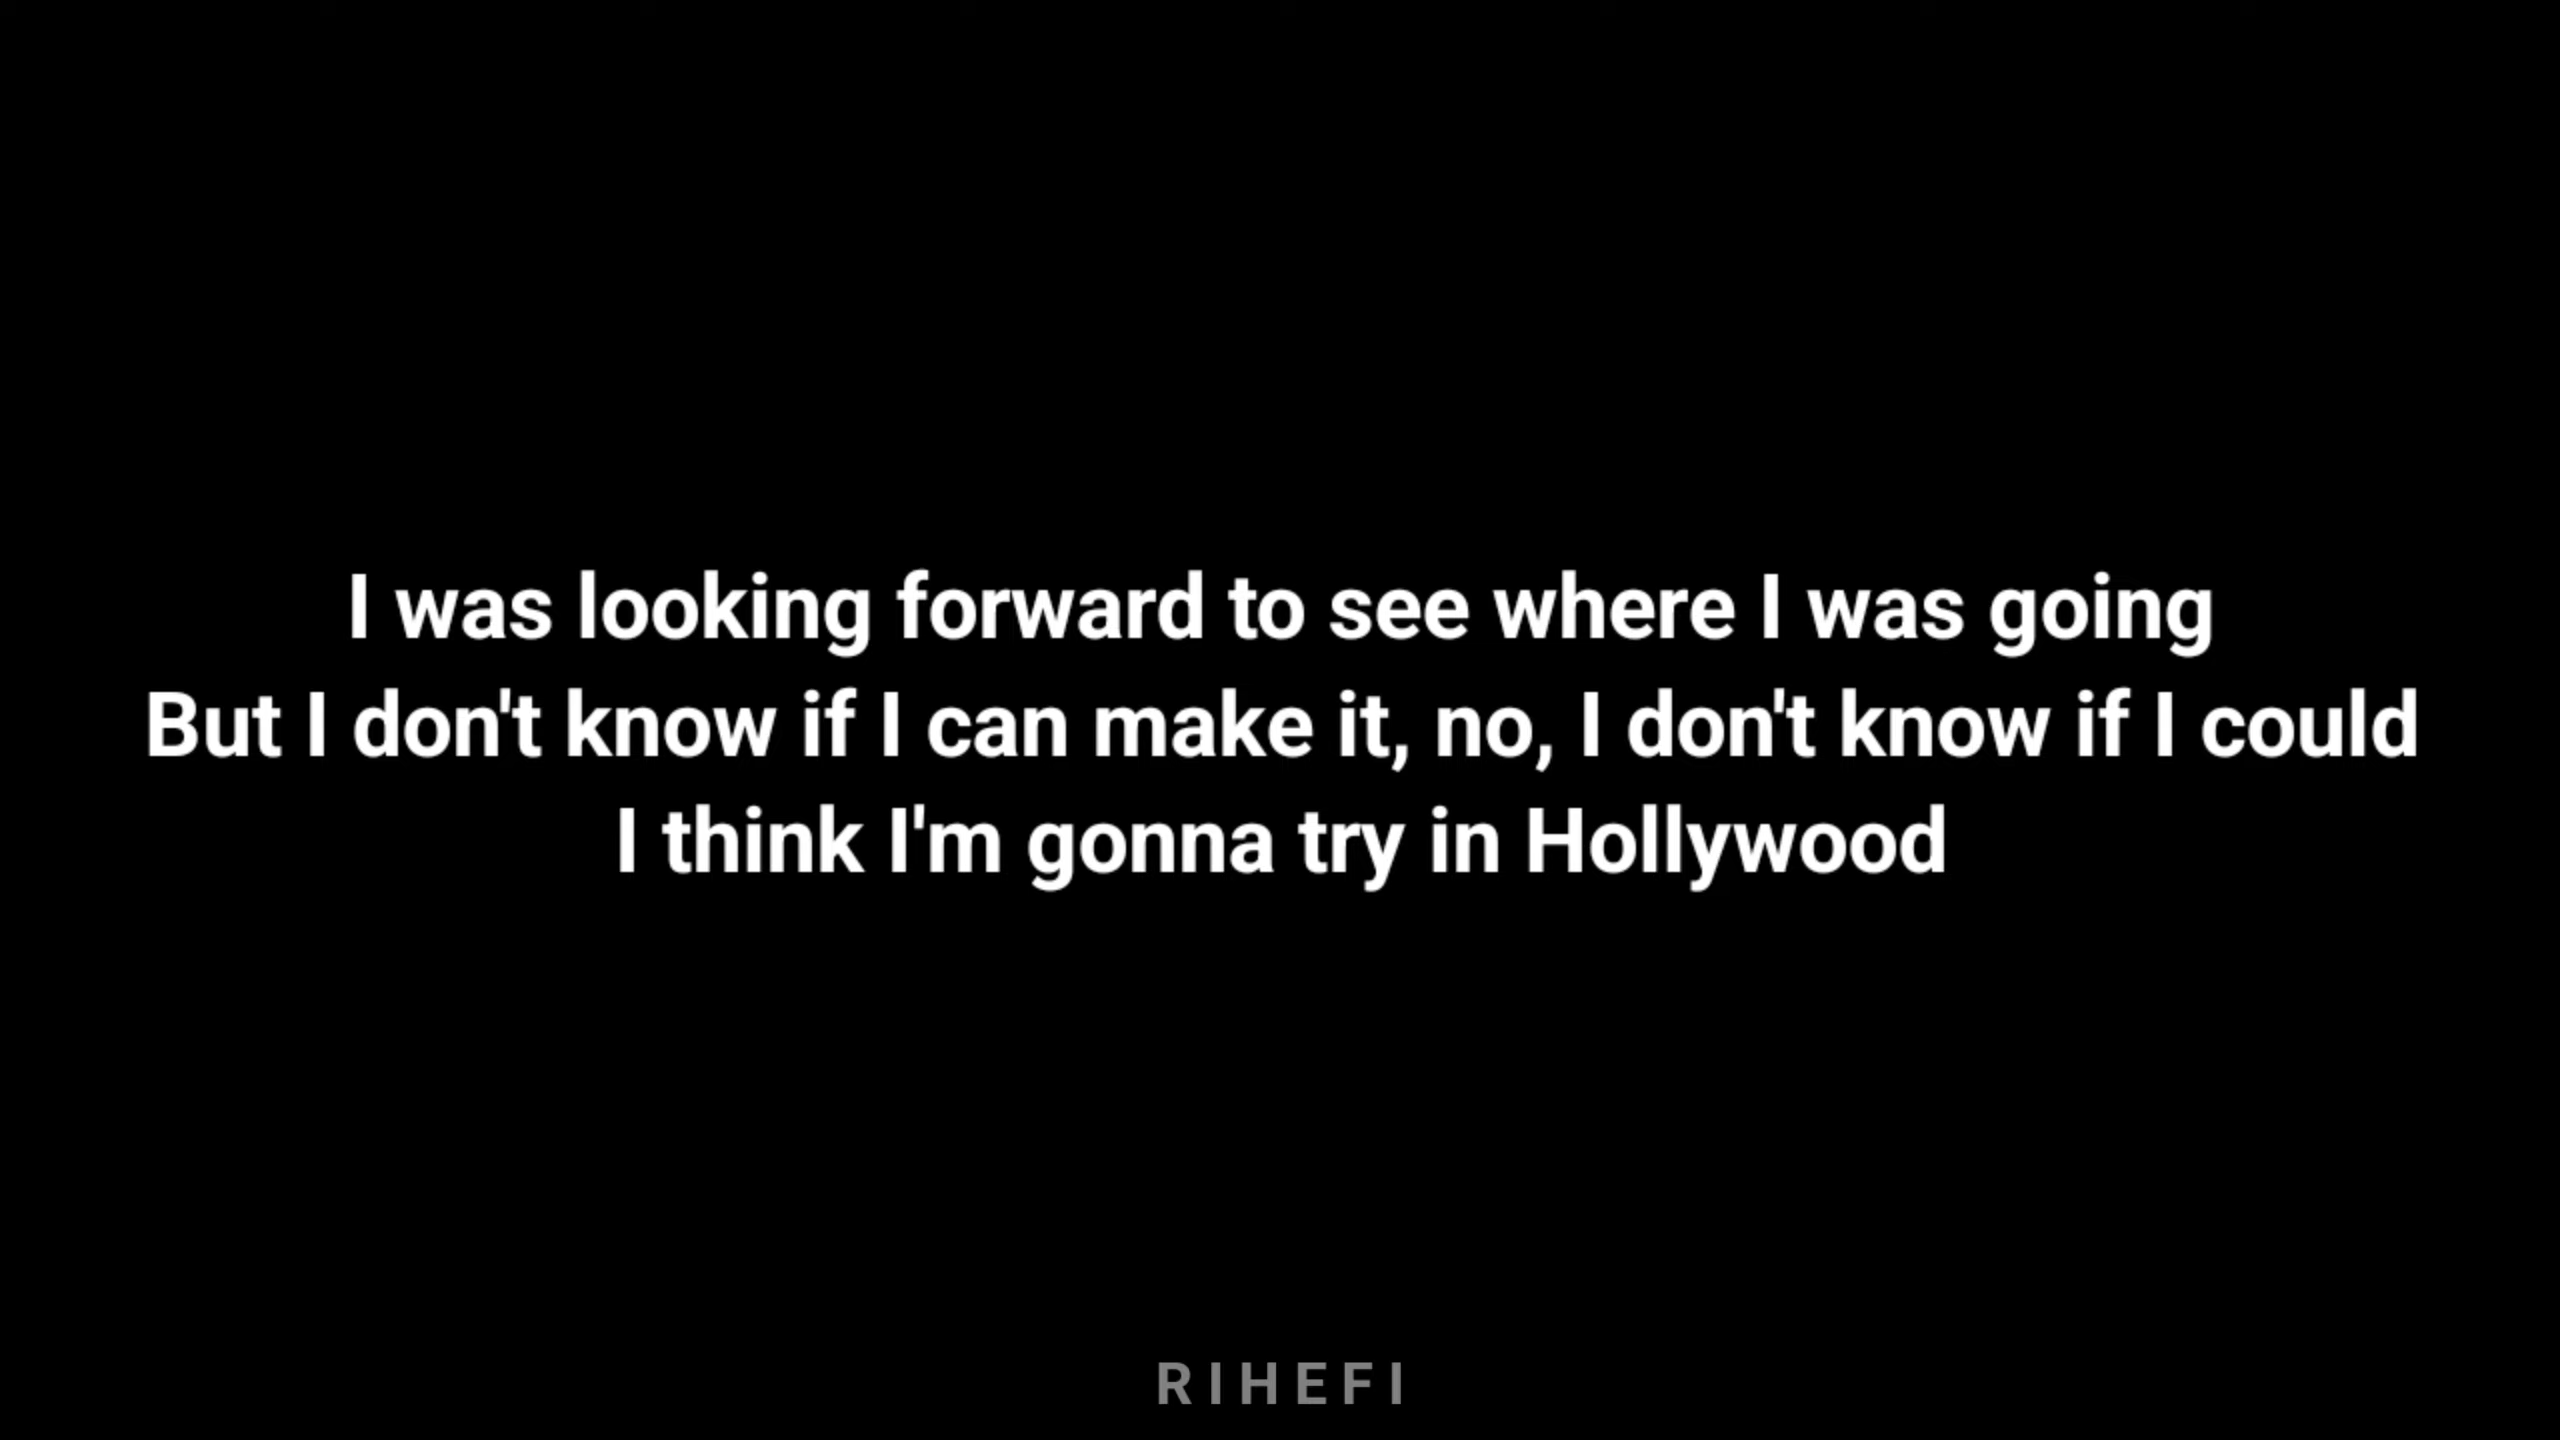 I was looking forward to see where I was going
But I don't know if I can make it, no, I don't know if I could
I think I'm gonna try in Hollywood
RIHEFI